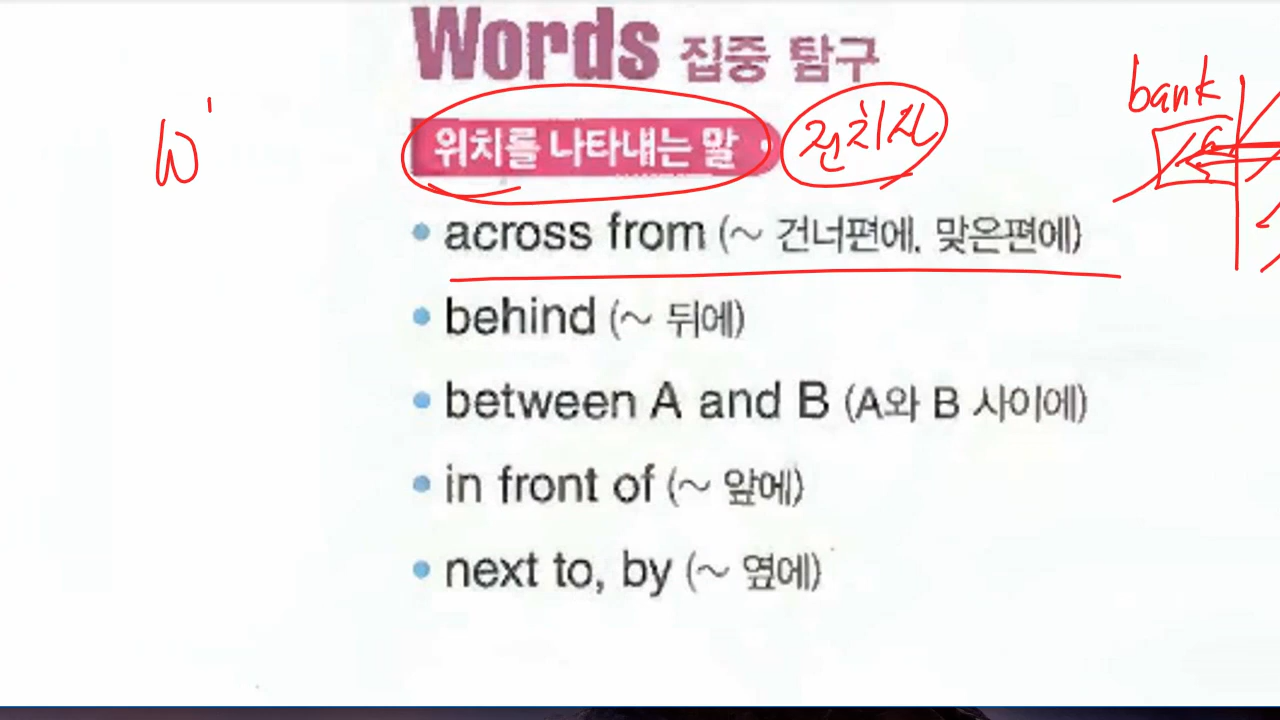 Words 집중 탐구
bank
W
위치를 나타내는 말
전치사
across from (~ 건너편에, 맞은편에)
behind (~ 뒤에)
between A and B (A와 B 사이에)
in front of (~ 앞에)
next to, by (~ 옆에)